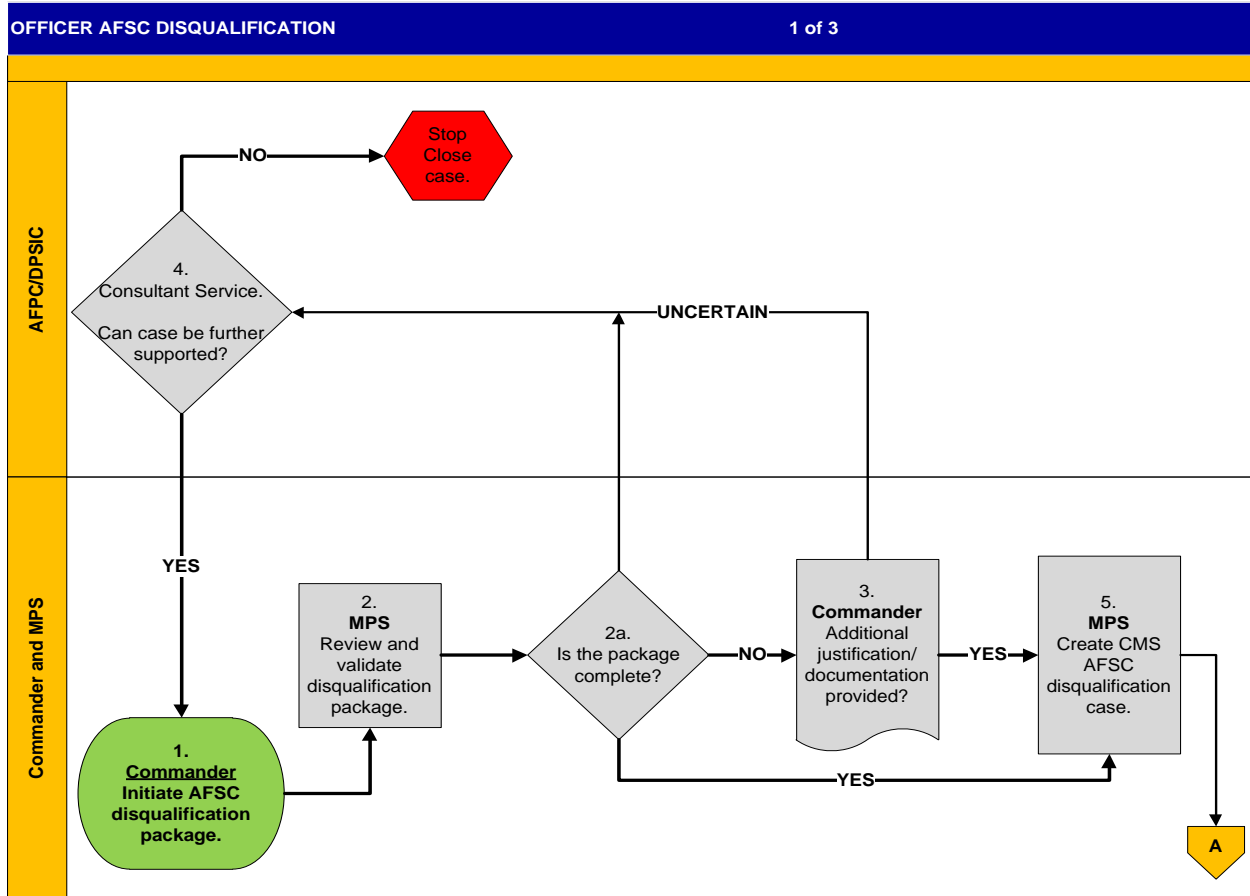 OFFICER AFSC DISQUALIFICATION
1 of 3
AFPC/DPSIC
Stop
Close
case.
NO
4.
Consultant Service.
Can case be further
supported?
UNCERTAIN
YES
Commander and MPS
1.
Commander
Initiate AFSC
disqualification
package.
2.
MPS
Review and
validate
disqualification
package.
2a.
Is the package
complete?
NO
3.
Commander
Additional
justification/
documentation
provided?
YES
5.
MPS
Create CMS
AFSC
disqualification
case.
YES
A